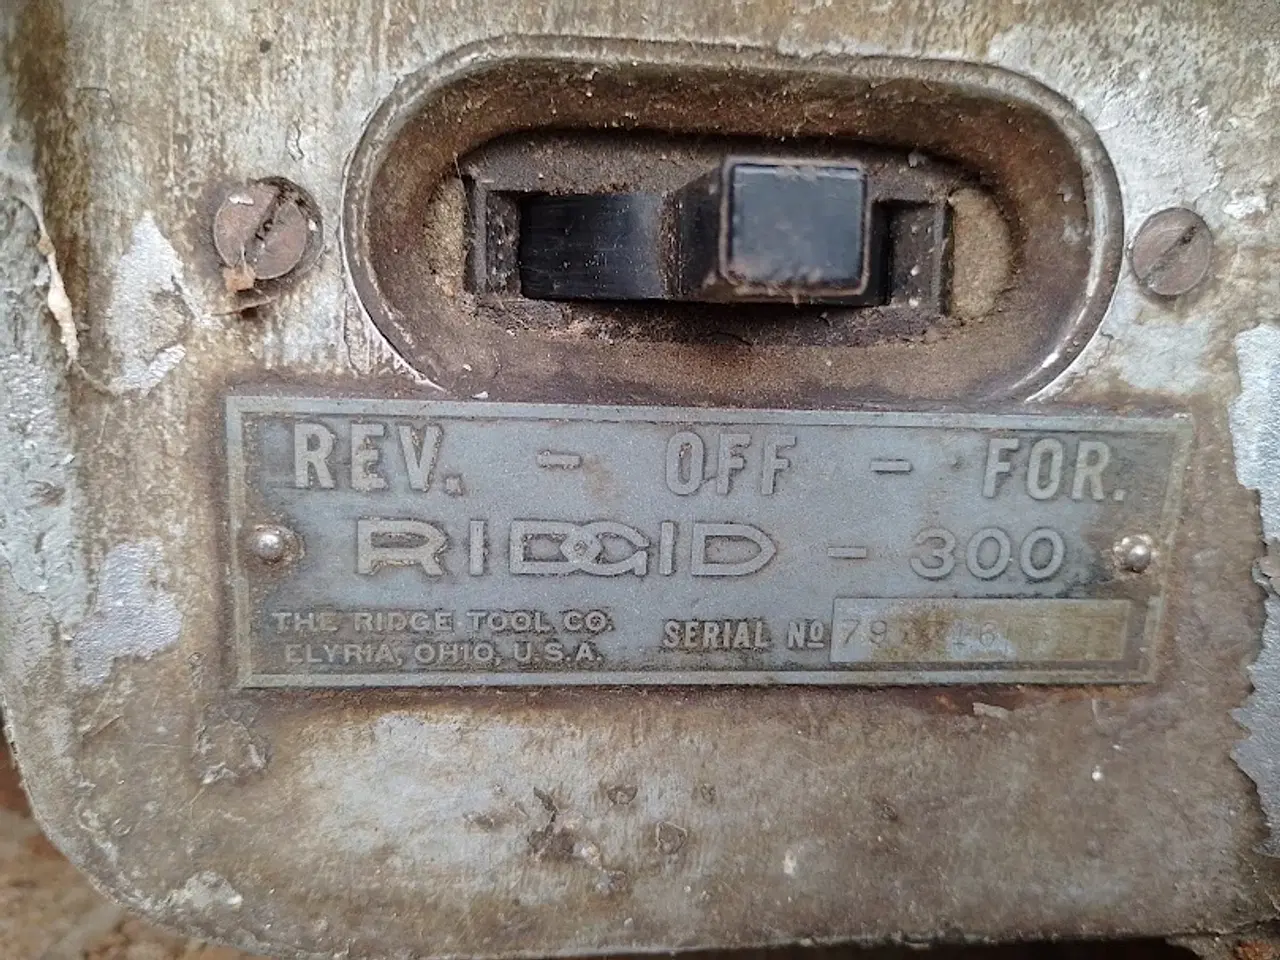 REV. - OFF - FOR.
RIDGID - 300
THE RIDGE TOOL CO.
ELYRIA, OHIO, U.S.A.
SERIAL Nº